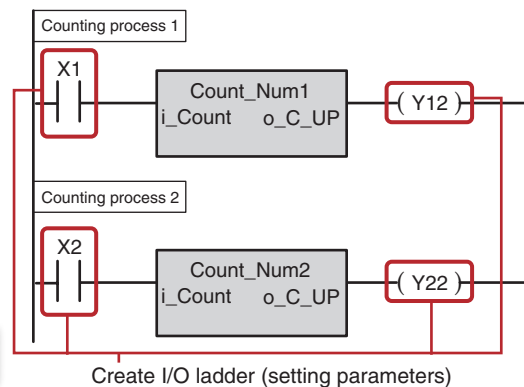 Counting process 1
X1
Count_Num1
i_Count o_C_UP
Y12
Counting process 2
X2
Count_Num2
i_Count o_C_UP
Y22
Create I/O ladder (setting parameters)